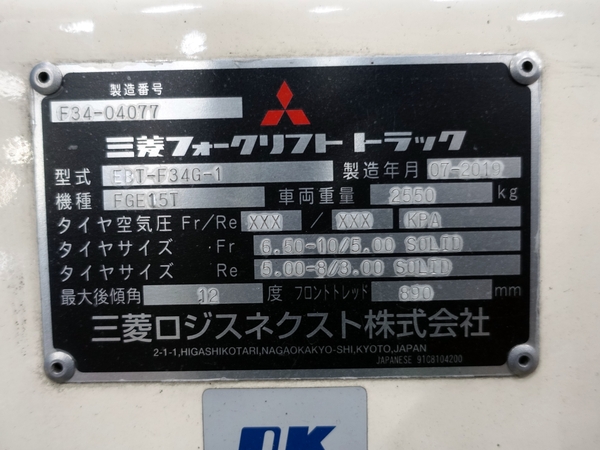 製造番号
F34-04077
三菱フォークリフト トラック
型式 EBT-F34G-1 製造年月 07-2019
機種 FGE15T 車両重量 2550 kg
タイヤ空気圧 Fr/Re XXX / XXX KPA
タイヤサイズ ・Fr 6.50-10/5.00 SOLID
タイヤサイズ Re 5.00-8/3.00 SOLID
最大後傾角 12 度 フロントトレッド 890 mm
三菱ロジスネクスト株式会社
2-1-1,HIGASHIKOTARI,NAGAOKAKYO-SHI,KYOTO,JAPAN
JAPANESE 91C8104200